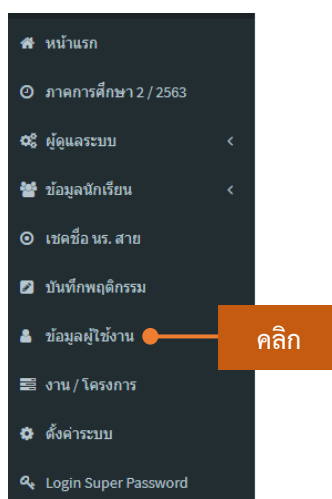 หน้าแรก
ภาคการศึกษา 2 / 2563
ผู้ดูแลระบบ
ข้อมูลนักเรียน
เชคชื่อ นร. สาย
บันทึกพฤติกรรม
ข้อมูลผู้ใช้งาน
คลิก
งาน / โครงการ
ตั้งค่าระบบ
Login Super Password